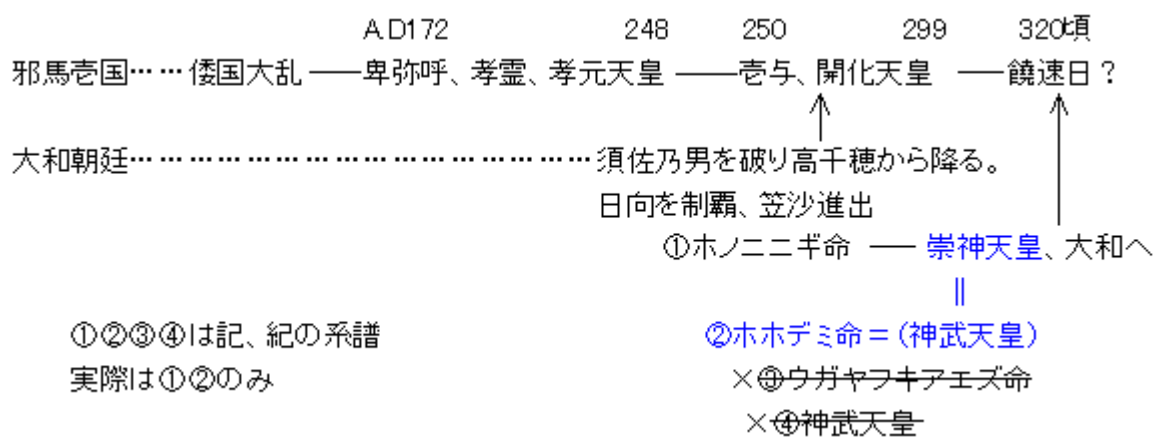 A.D172 248 250 299 320頃
邪馬壱国……倭国大乱――卑弥呼、孝霊、孝元天皇――壱与、開化天皇――饒速日？
大和朝廷………………………………………須佐乃男を破り高千穂から降る。
日向を制覇、笠沙進出
①ホノニニギ命――崇神天皇、大和へ
||
①②③④は記、紀の系譜 ②ホホデミ命＝(神武天皇)
実際は①②のみ ×③ウガヤフキアエズ命
×④神武天皇